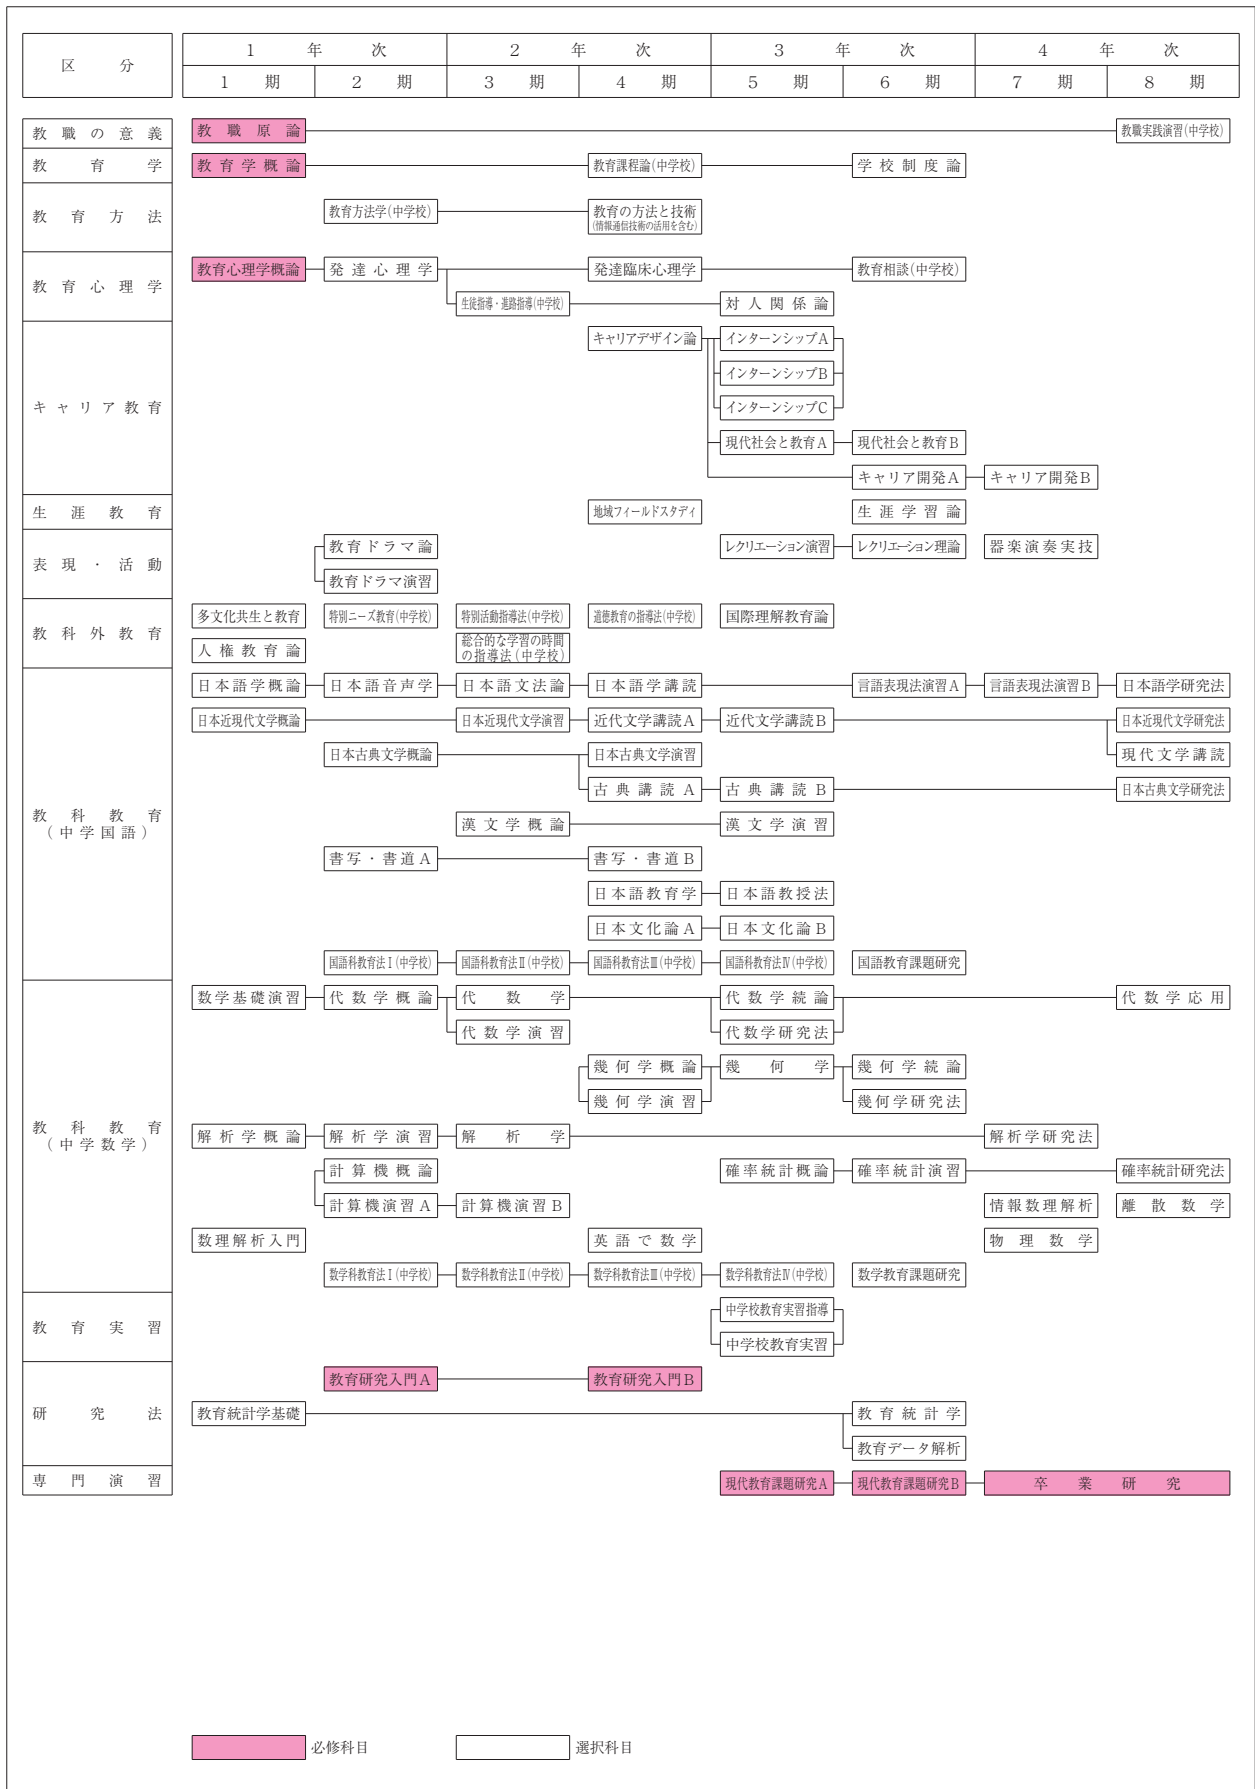 区分
1年次 2年次 3年次 4年次
1期 2期 3期 4期 5期 6期 7期 8期
教職の意義 教職原論 教職実践演習(中学校)
教育学 教育学概論 教育課程論(中学校) 学校制度論
教育方法 教育方法学(中学校) 教育の方法と技術
(情報通信技術の活用を含む)
教育心理学 教育心理学概論 発達心理学 発達臨床心理学 教育相談(中学校)
生徒指導・進路指導(中学校) 対人関係論
キャリア教育 キャリアデザイン論 インターンシップA
インターンシップB
インターンシップC
現代社会と教育A 現代社会と教育B
キャリア開発A キャリア開発B
生涯教育 地域フィールドスタディ 生涯学習論
表現・活動 教育ドラマ論 レクリエーション演習 レクリエーション理論 器楽演奏実技
教育ドラマ演習
教科外教育 多文化共生と教育 特別ニーズ教育(中学校) 特別活動指導法(中学校) 道徳教育の指導法(中学校) 国際理解教育論
人権教育論 総合的な学習の時間
の指導法(中学校)
教科教育
(中学国語)
日本語学概論 日本語音声学 日本語文法論 日本語学講読 言語表現法演習A 言語表現法演習B 日本語学研究法
日本近現代文学概論 日本近現代文学演習 近代文学講読A 近代文学講読B 日本近現代文学研究法
日本古典文学概論 日本古典文学演習 現代文学講読
古典講読A 古典講読B 日本古典文学研究法
漢文学概論 漢文学演習
書写・書道A 書写・書道B
日本語教育学 日本語教授法
日本文化論A 日本文化論B
国語科教育法Ⅰ(中学校) 国語科教育法Ⅱ(中学校) 国語科教育法Ⅲ(中学校) 国語科教育法Ⅳ(中学校) 国語教育課題研究
教科教育
(中学数学)
数学基礎演習 代数学概論 代数学 代数学続論 代数学応用
代数学演習 代数学研究法
幾何学概論 幾何学 幾何学続論
幾何学演習 幾何学研究法
解析学概論 解析学演習 解析学 解析学研究法
計算機概論 確率統計概論 確率統計演習 確率統計研究法
計算機演習A 計算機演習B 情報数理解析 離散数学
数理解析入門 英語で数学 物理数学
数学科教育法Ⅰ(中学校) 数学科教育法Ⅱ(中学校) 数学科教育法Ⅲ(中学校) 数学科教育法Ⅳ(中学校) 数学教育課題研究
教育実習 中学校教育実習指導
中学校教育実習
研究法 教育研究入門A 教育研究入門B
教育統計学基礎 教育統計学
教育データ解析
専門演習 現代教育課題研究A 現代教育課題研究B 卒業研究
必修科目 選択科目